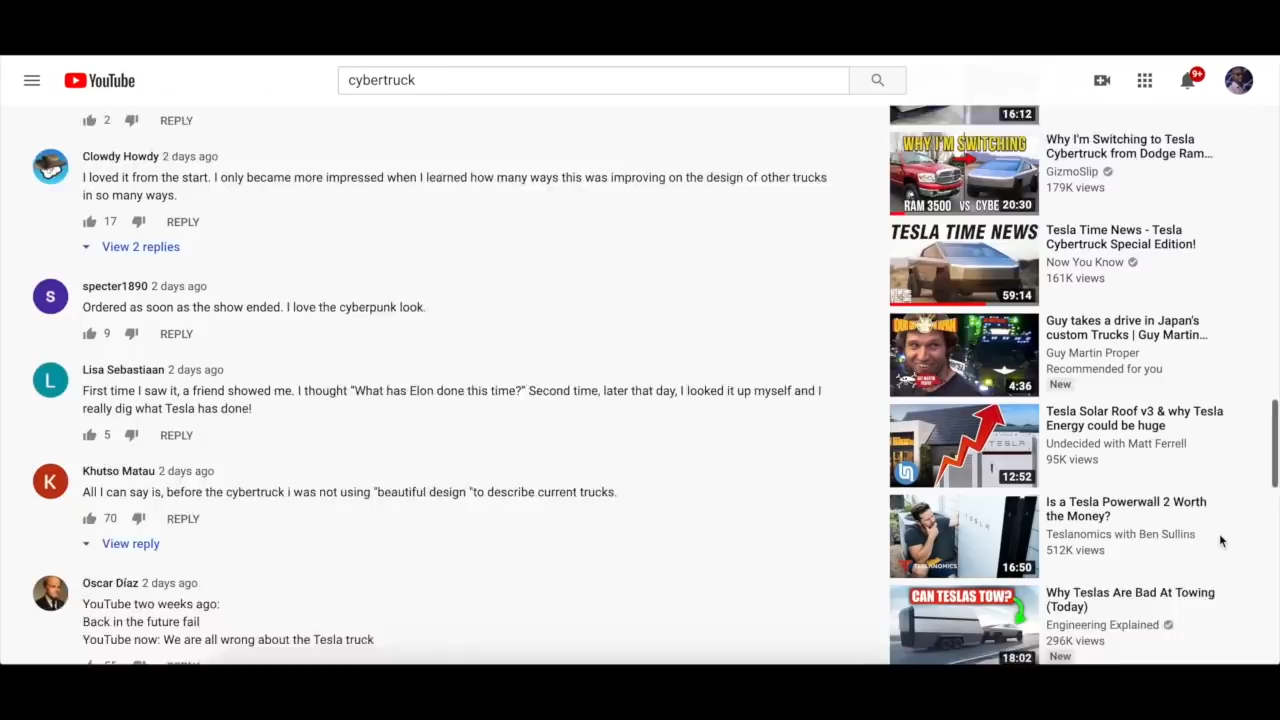 YouTube
cybertruck
9+
2 REPLY
Clowdy Howdy 2 days ago
I loved it from the start. I only became more impressed when I learned how many ways this was improving on the design of other trucks
in so many ways.
17 REPLY
View 2 replies
S
specter1890 2 days ago
Ordered as soon as the show ended. I love the cyberpunk look.
9 REPLY
L
Lisa Sebastiaan 2 days ago
First time I saw it, a friend showed me. I thought "What has Elon done this time?" Second time, later that day, I looked it up myself and I
really dig what Tesla has done!
5 REPLY
K
Khutso Matau 2 days ago
All I can say is, before the cybertruck i was not using "beautiful design "to describe current trucks.
70 REPLY
View reply
Oscar Díaz 2 days ago
YouTube two weeks ago:
Back in the future fail
YouTube now: We are all wrong about the Tesla truck
16:12
WHY I'M SWITCHING
RAM 3500 VS CYBE 20:30
Why I'm Switching to Tesla
Cybertruck from Dodge Ram...
GizmoSlip
179K views
TESLA TIME NEWS
59:14
Tesla Time News - Tesla
Cybertruck Special Edition!
Now You Know
161K views
4:36
Guy takes a drive in Japan's
custom Trucks | Guy Martin...
Guy Martin Proper
Recommended for you
New
TESLA
12:52
Tesla Solar Roof v3 & why Tesla
Energy could be huge
Undecided with Matt Ferrell
95K views
TESLA
TESLANOMICS
16:50
Is a Tesla Powerwall 2 Worth
the Money?
Teslanomics with Ben Sullins
512K views
CAN TESLAS TOW?
18:02
Why Teslas Are Bad At Towing
(Today)
Engineering Explained
296K views
New